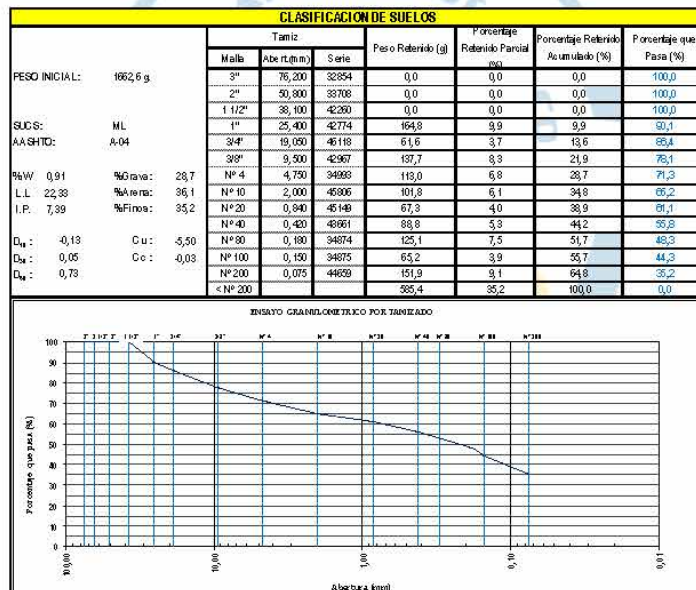 CLASIFICACION DE SUELOS
Tamiz Peso Retenido (g) Porcentaje Retenido Parcial (%) Porcentaje Retenido Acumulado (%) Porcentaje que Pasa (%)
Malla Abert.(mm) Serie
PESO INICIAL: 1662,6 g 3" 76,200 32854 0,0 0,0 0,0 100,0
2" 50,800 33708 0,0 0,0 0,0 100,0
1 1/2" 38,100 42260 0,0 0,0 0,0 100,0
SUCS: ML 1" 25,400 42774 164,8 9,9 9,9 90,1
AASHTO: A-04 3/4" 19,050 46118 61,6 3,7 13,6 86,4
3/8" 9,500 42967 137,7 8,3 21,9 78,1
%W 0,91 %Grava: 28,7 Nº 4 4,750 34993 113,0 6,8 28,7 71,3
L.L 22,33 %Arena: 36,1 Nº 10 2,000 45806 101,8 6,1 34,8 65,2
I.P. 7,39 %Finos: 35,2 Nº 20 0,840 45149 67,3 4,0 38,9 61,1
Nº 40 0,420 43661 88,8 5,3 44,2 55,8
-0,13 Cu: -5,50 Nº 80 0,180 34874 125,1 7,5 51,7 48,3
0,05 Cc: -0,03 Nº 100 0,150 34875 65,2 3,9 55,7 44,3
0,73 Nº 200 0,075 44659 151,9 9,1 64,8 35,2
< Nº 200 585,4 35,2 100,0 0,0
ENSAYO GRANULOMETRICO POR TAMIZADO
100
90
80
70
60
50
40
30
20
10
0
Porcentaje que pasa (%)
100,00 10,00 1,00 0,10 0,01
Abertura (mm)